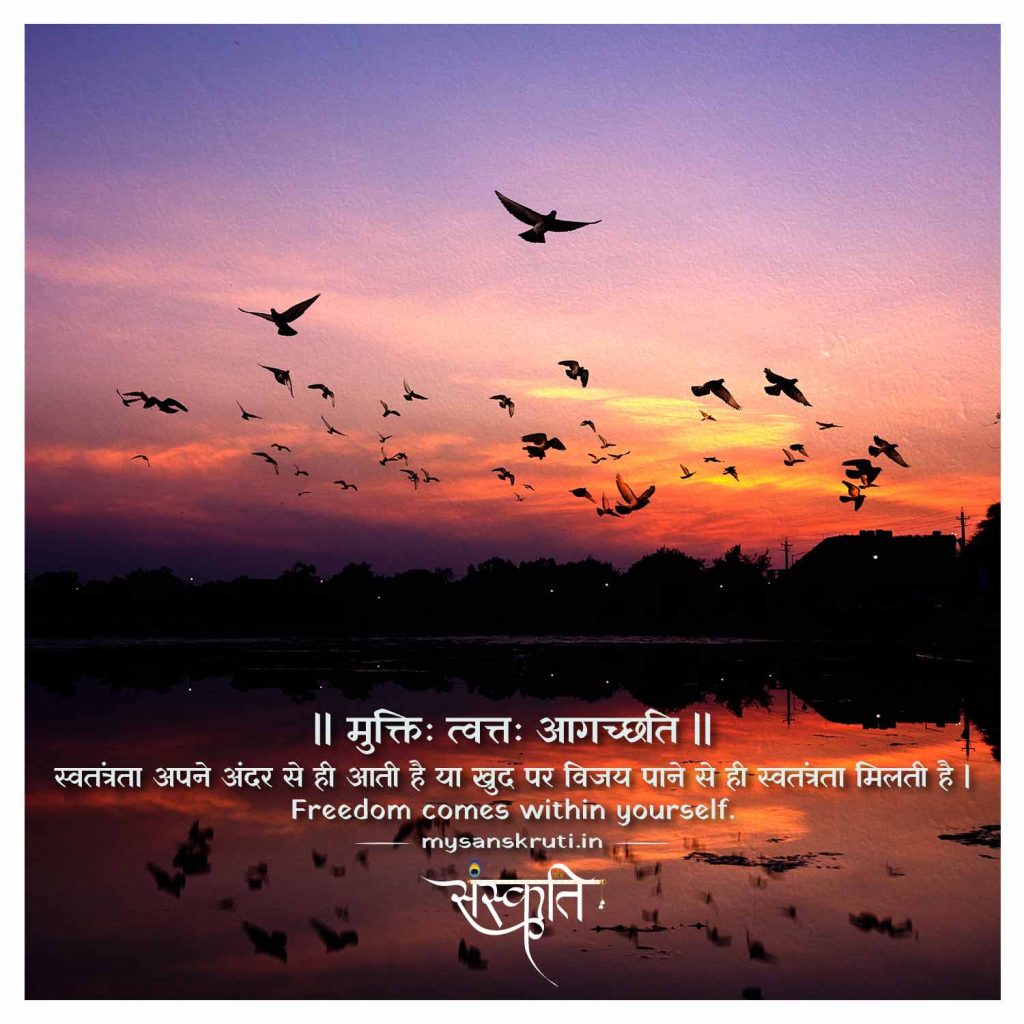 ॥ मुक्तिः त्वत्तः आगच्छति ॥
स्वतंत्रता अपने अंदर से ही आती है या खुद पर विजय पाने से ही स्वतंत्रता मिलती है।
Freedom comes within yourself.
mysanskruti.in
संस्कृति